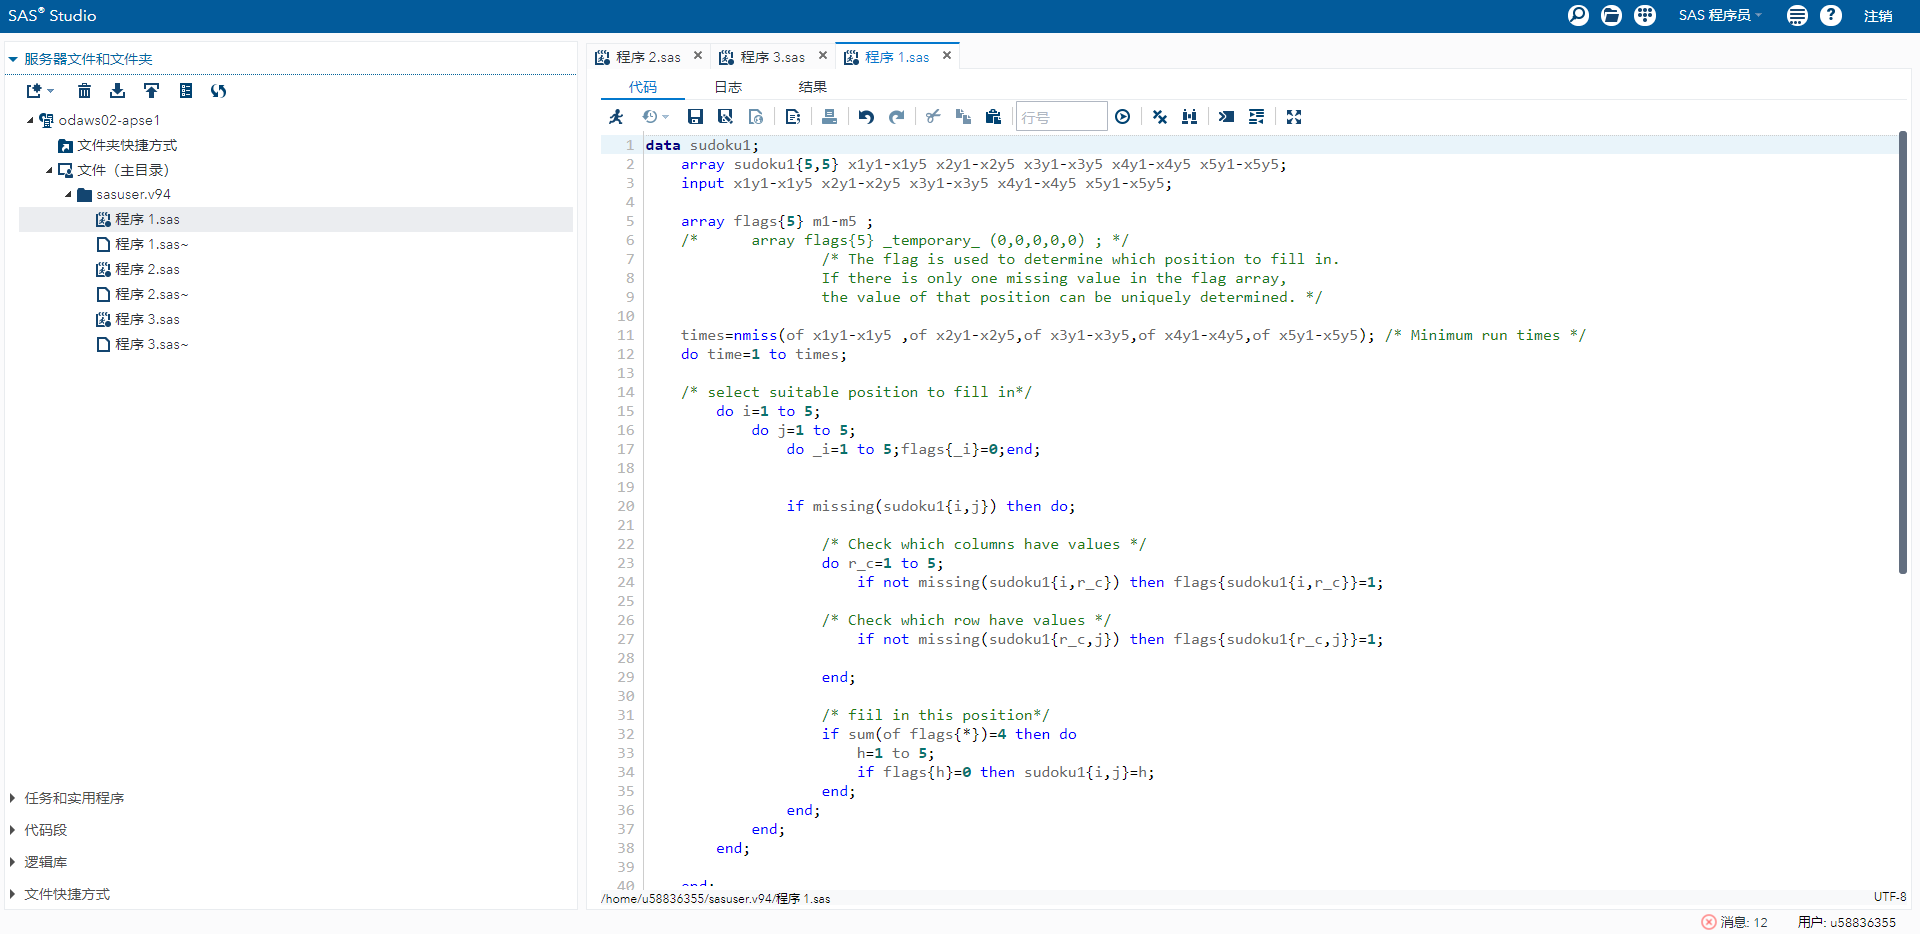 SAS® Studio
SAS 程序员
注销
服务器文件和文件夹
odaws02-apse1
文件夹快捷方式
文件（主目录）
sasuser.v94
程序 1.sas
程序 1.sas~
程序 2.sas
程序 2.sas~
程序 3.sas
程序 3.sas~
任务和实用程序
代码段
逻辑库
文件快捷方式
程序 2.sas
程序 3.sas
程序 1.sas
代码
日志
结果
行号
1 data sudoku1;
2 array sudoku1{5,5} x1y1-x1y5 x2y1-x2y5 x3y1-x3y5 x4y1-x4y5 x5y1-x5y5;
3 input x1y1-x1y5 x2y1-x2y5 x3y1-x3y5 x4y1-x4y5 x5y1-x5y5;
4
5 array flags{5} m1-m5 ;
6 /* array flags{5} _temporary_ (0,0,0,0,0) ; */
7 /* The flag is used to determine which position to fill in.
8 If there is only one missing value in the flag array,
9 the value of that position can be uniquely determined. */
10
11 times=nmiss(of x1y1-x1y5 ,of x2y1-x2y5,of x3y1-x3y5,of x4y1-x4y5,of x5y1-x5y5); /* Minimum run times */
12 do time=1 to times;
13
14 /* select suitable position to fill in*/
15 do i=1 to 5;
16 do j=1 to 5;
17 do _i=1 to 5;flags{_i}=0;end;
18
19
20 if missing(sudoku1{i,j}) then do;
21
22 /* Check which columns have values */
23 do r_c=1 to 5;
24 if not missing(sudoku1{i,r_c}) then flags{sudoku1{i,r_c}}=1;
25
26 /* Check which row have values */
27 if not missing(sudoku1{r_c,j}) then flags{sudoku1{r_c,j}}=1;
28
29 end;
30
31 /* fiil in this position*/
32 if sum(of flags{*})=4 then do
33 h=1 to 5;
34 if flags{h}=0 then sudoku1{i,j}=h;
35 end;
36 end;
37 end;
38 end;
39
40 end;
/home/u58836355/sasuser.v94/程序 1.sas
UTF-8
消息: 12
用户: u58836355